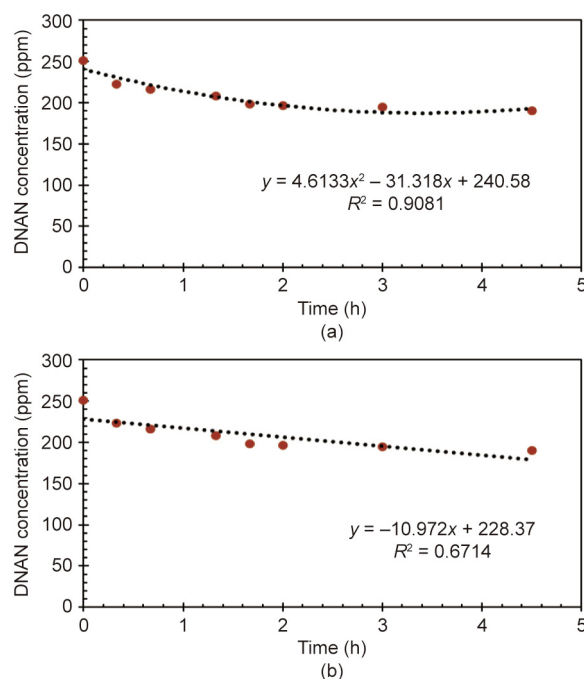 300
250
200
150
100
50
0
DNAN concentration (ppm)
y = 4.6133x² – 31.318x + 240.58
R² = 0.9081
0 1 2 3 4 5
Time (h)
(a)
300
250
200
150
100
50
0
DNAN concentration (ppm)
y = –10.972x + 228.37
R² = 0.6714
0 1 2 3 4 5
Time (h)
(b)